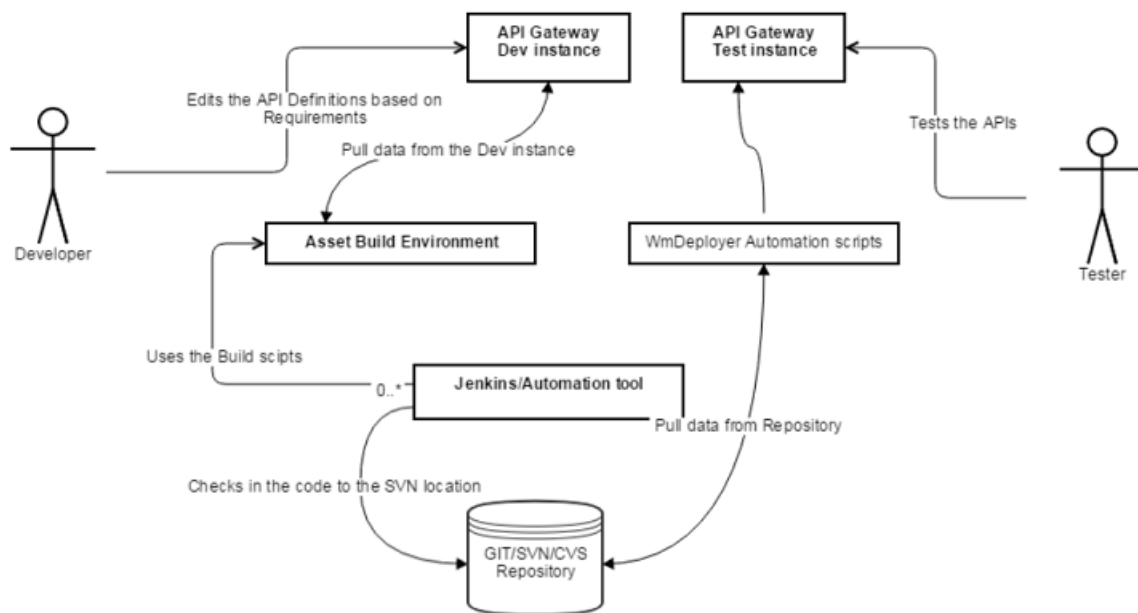 API Gateway
Dev instance
API Gateway
Test instance
Edits the API Definitions based on
Requirements
Tests the APIs
Pull data from the Dev instance
Developer
Asset Build Environment
WmDeployer Automation scripts
Tester
Uses the Build scipts
0..*
Jenkins/Automation tool
Pull data from Repository
Checks in the code to the SVN location
GIT/SVN/CVS
Repository